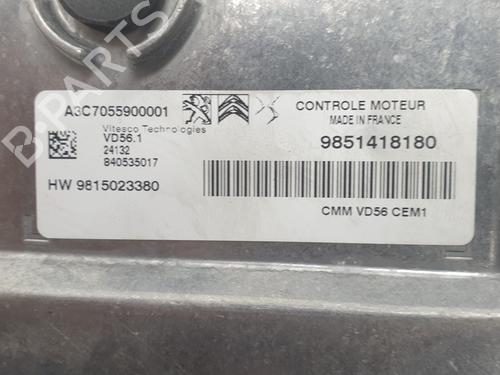 A3C7055900001
Vitesco Technologies
VD56.1
24132
840535017
HW 9815023380
CONTROLE MOTEUR
MADE IN FRANCE
9851418180
CMM VD56 CEM1
B-PARTS